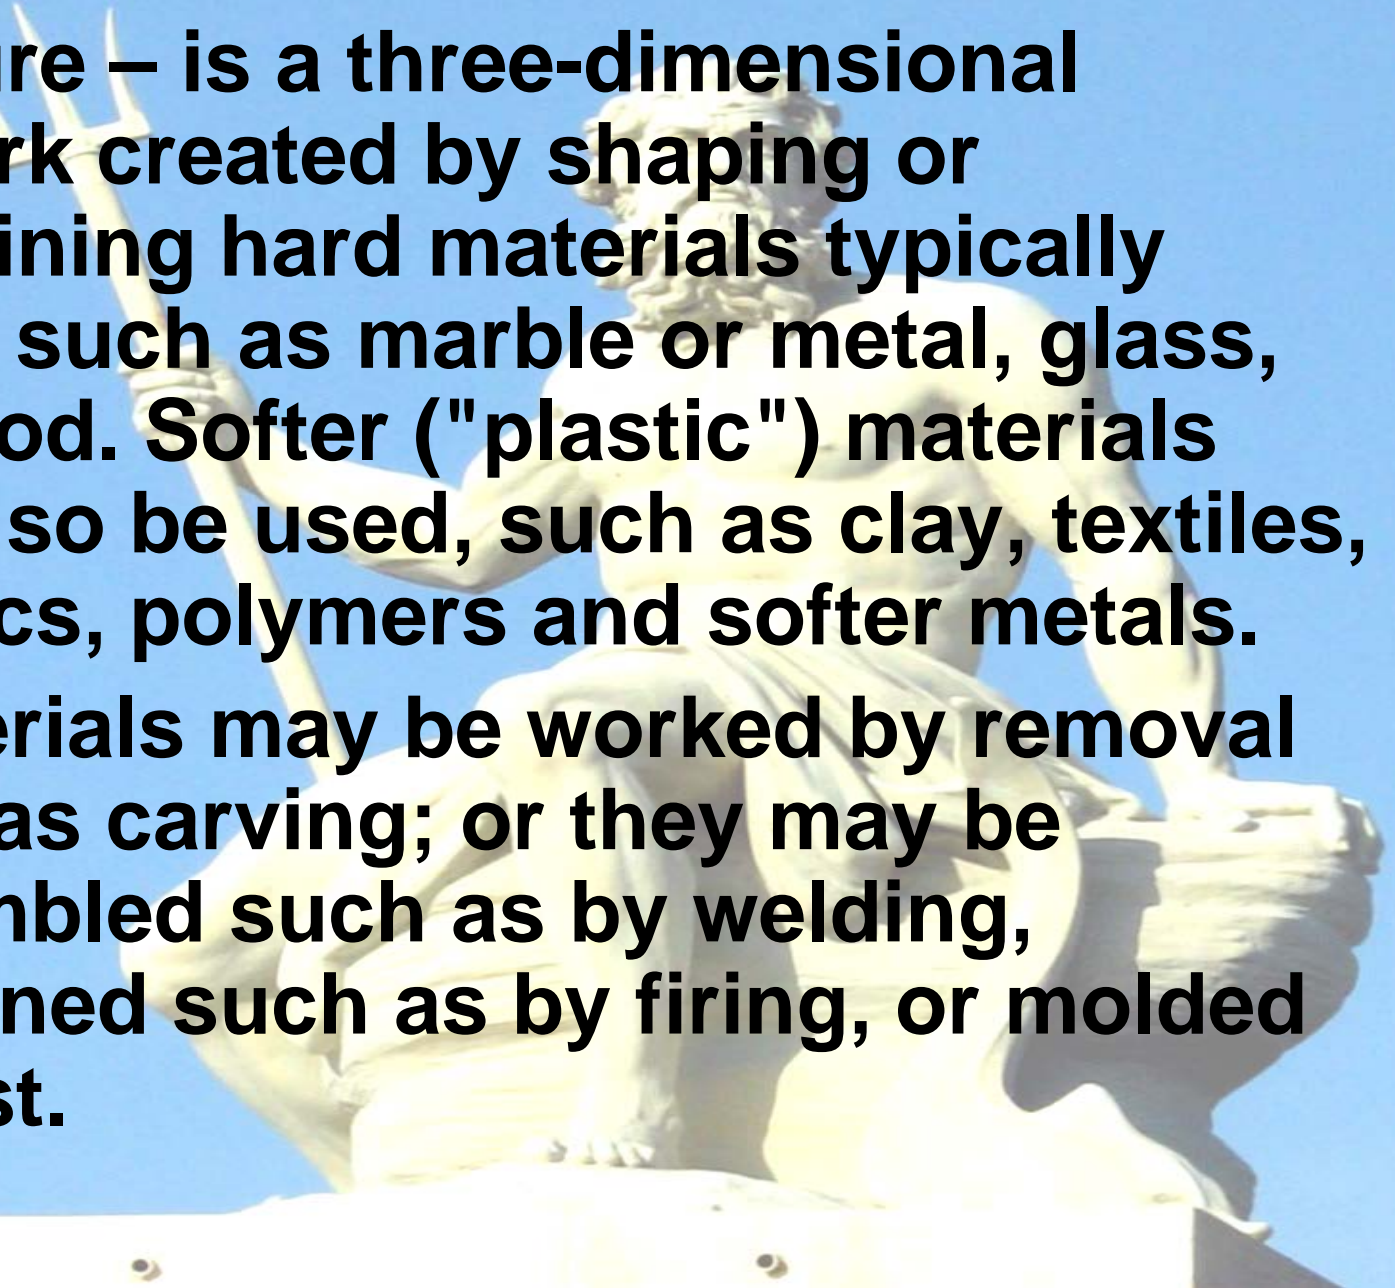 re – is a three-dimensional
rk created by shaping or
ining hard materials typically
such as marble or metal, glass,
od. Softer ("plastic") materials
so be used, such as clay, textiles,
cs, polymers and softer metals.
erials may be worked by removal
as carving; or they may be
mbled such as by welding,
ned such as by firing, or molded
st.